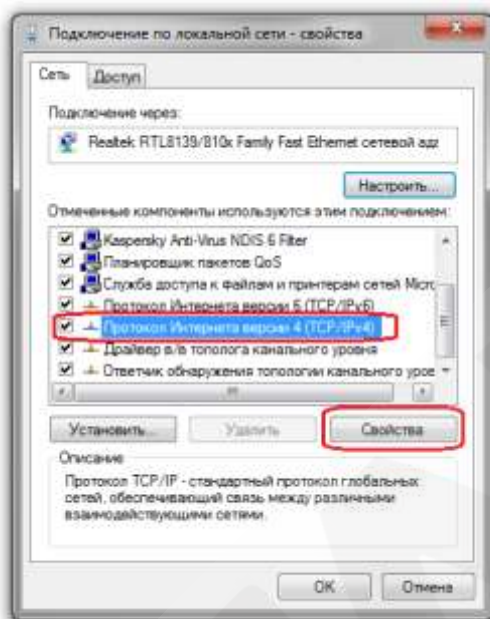 Подключение по локальной сети - свойства
Сеть
Доступ
Подключение через:
Realtek RTL8139/810x Family Fast Ethernet сетевой ада
Настроить...
Отмеченные компоненты используются этим подключением:
Kaspersky Anti-Virus NDIS 6 Filter
Планировщик пакетов QoS
Служба доступа к файлам и принтерам сетей Micro
Протокол Интернета версии 6 (TCP/IPv6)
Протокол Интернета версии 4 (TCP/IPv4)
Драйвер в/в тополога канального уровня
Ответчик обнаружения топологии канального уров
Установить...
Удалить
Свойства
Описание
Протокол TCP/IP - стандартный протокол глобальных
сетей, обеспечивающий связь между различными
взаимодействующими сетями.
OK
Отмена